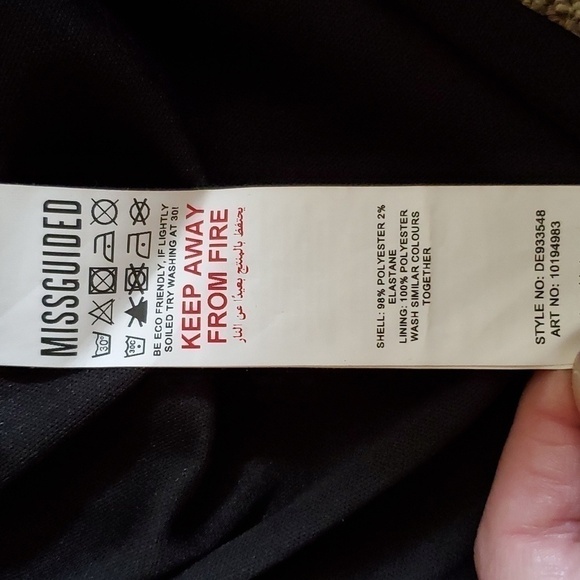 MISSGUIDED
30°
30C
BE ECO FRIENDLY, IF LIGHTLY
SOILED TRY WASHING AT 30!
KEEP AWAY
FROM FIRE
يحتفظ بالمنتج بعيدًا عن النار
SHELL: 98% POLYESTER 2%
ELASTANE
LINING: 100% POLYESTER
WASH SIMILAR COLOURS
TOGETHER
STYLE NO: DE933548
ART NO: 10194983